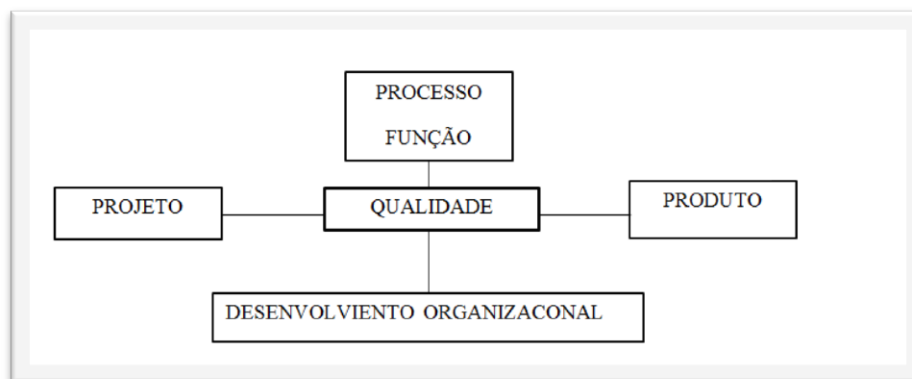 PROCESSO
FUNÇÃO
PROJETO
QUALIDADE
PRODUTO
DESENVOLVIENTO ORGANIZACONAL